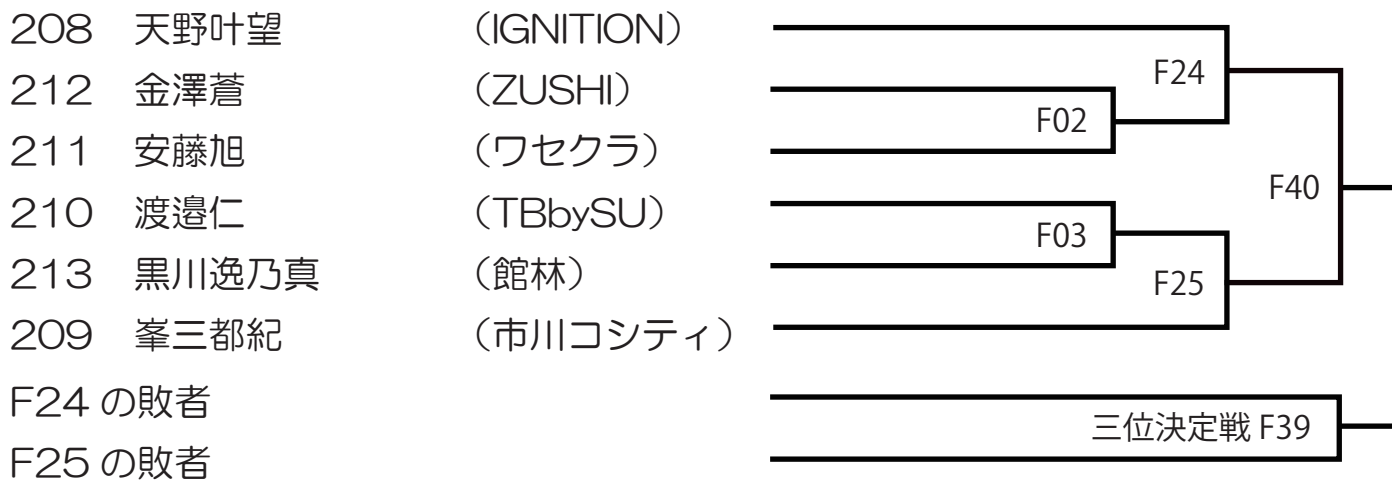 208 天野叶望 （IGNITION）
F24
212 金澤蒼 （ZUSHI）
F02
211 安藤旭 （ワセクラ）
F40
210 渡邉仁 （TBbySU）
F03
213 黒川逸乃真 （館林）
F25
209 峯三都紀 （市川コシティ）
F24 の敗者
三位決定戦 F39
F25 の敗者